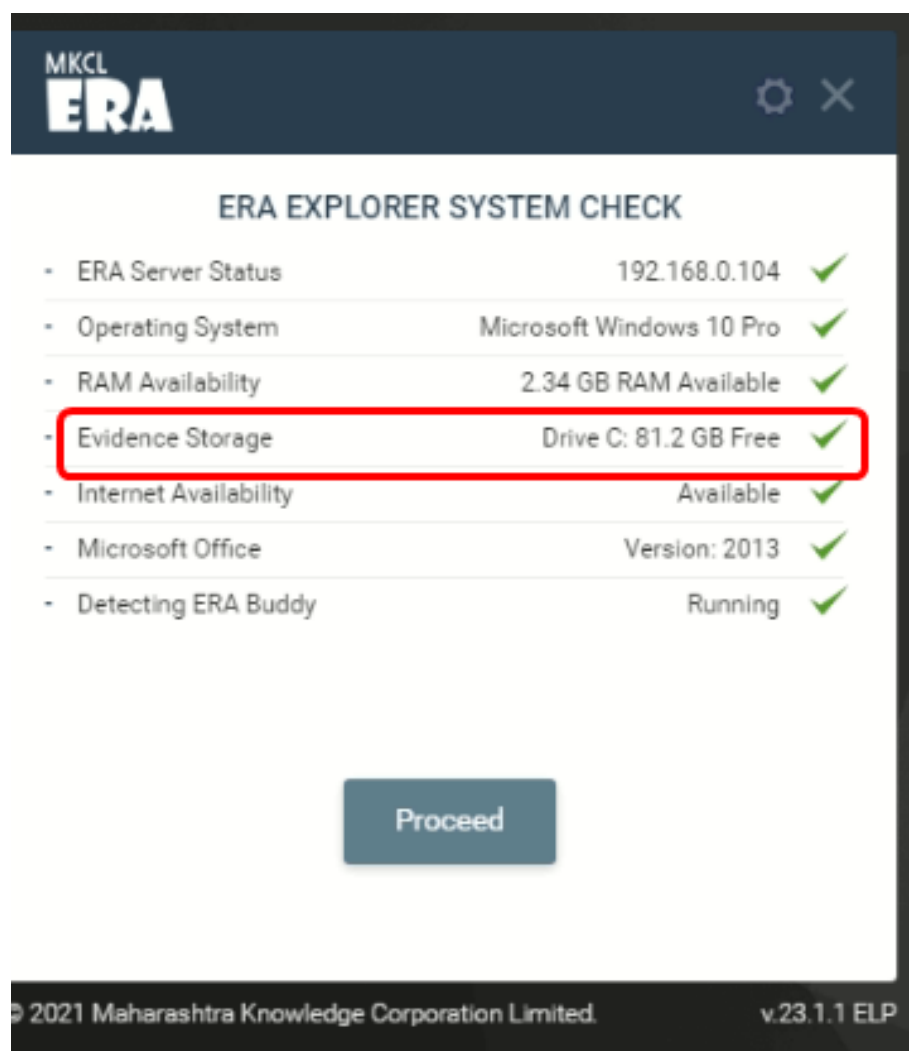 MKCL
ERA
ERA EXPLORER SYSTEM CHECK
- ERA Server Status 192.168.0.104
- Operating System Microsoft Windows 10 Pro
- RAM Availability 2.34 GB RAM Available
- Evidence Storage Drive C: 81.2 GB Free
- Internet Availability Available
- Microsoft Office Version: 2013
- Detecting ERA Buddy Running
Proceed
© 2021 Maharashtra Knowledge Corporation Limited. v.23.1.1 ELP